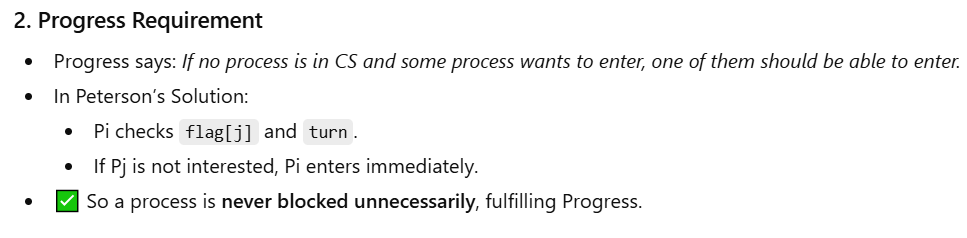 2. Progress Requirement
• Progress says: If no process is in CS and some process wants to enter, one of them should be able to enter.
• In Peterson’s Solution:
• Pi checks flag[j] and turn.
• If Pj is not interested, Pi enters immediately.
• ✅ So a process is never blocked unnecessarily, fulfilling Progress.